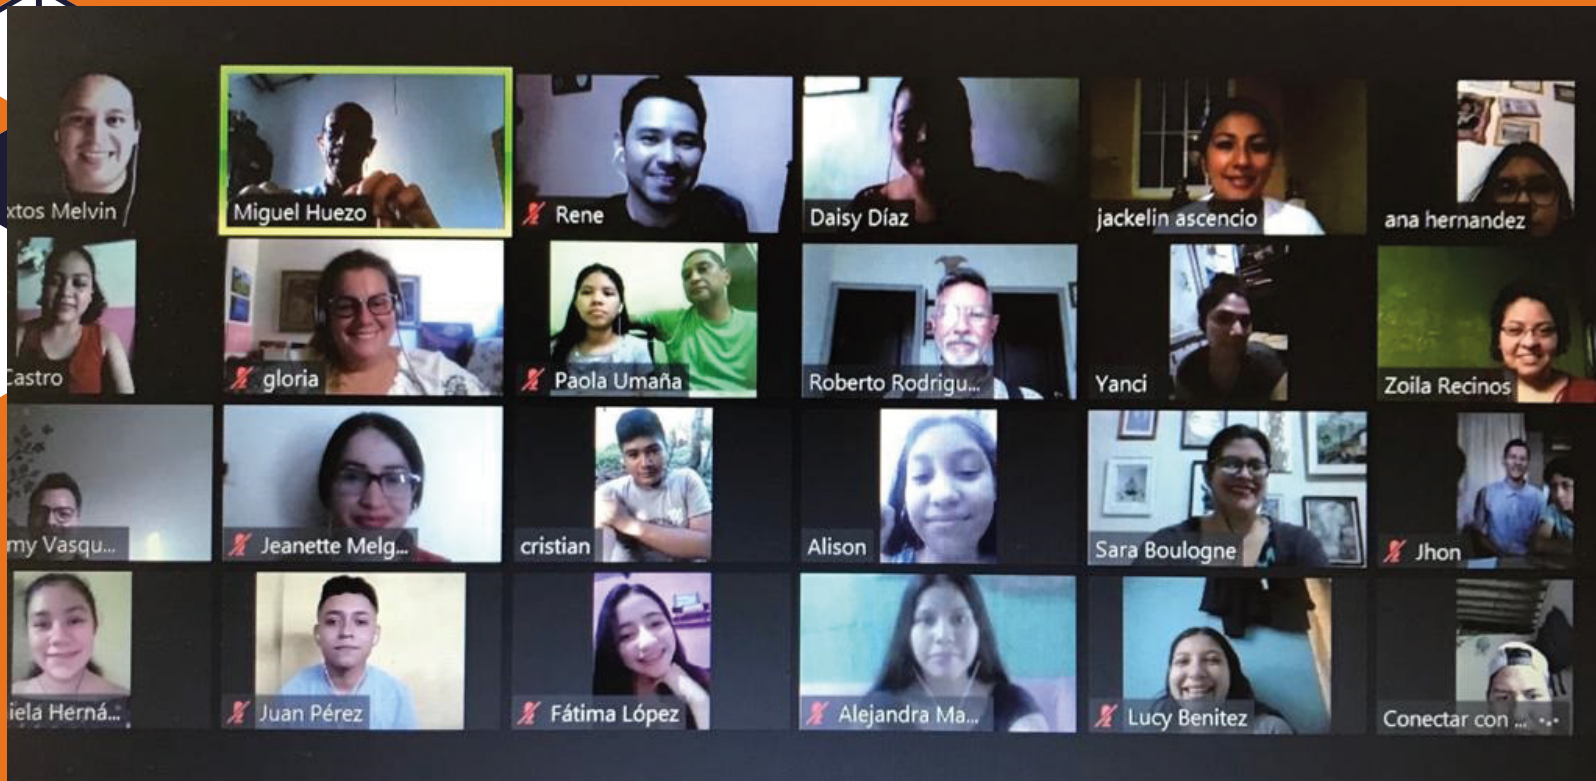 xtos Melvin
Miguel Huezo
Rene
Daisy Díaz
jackelin ascencio
ana hernandez
Castro
gloria
Paola Umaña
Roberto Rodrigu...
Yanci
Zoila Recinos
my Vasqu...
Jeanette Melg...
cristian
Alison
Sara Boulogne
Jhon
iela Herná...
Juan Pérez
Fátima López
Alejandra Ma...
Lucy Benitez
Conectar con ...